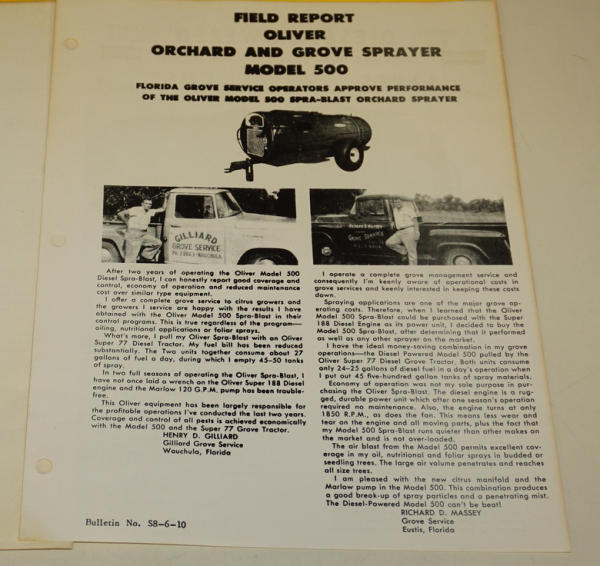 FIELD REPORT
OLIVER
ORCHARD AND GROVE SPRAYER
MODEL 500
FLORIDA GROVE SERVICE OPERATORS APPROVE PERFORMANCE
OF THE OLIVER MODEL 500 SPRA-BLAST ORCHARD SPRAYER
GILLIARD
GROVE SERVICE
After two years of operating the Oliver Model 500
Diesel Spra-Blast, I can honestly report good coverage and
control, economy of operation and reduced maintenance
cost over similar type equipment.
I offer a complete grove service to citrus growers and
the growers I service are happy with the results I have
obtained with the Oliver Model 500 Spra-Blast in their
control programs. This is true regardless of the program—
oiling, nutritional applications or foliar sprays.
What's more, I pull my Oliver Spra-Blast with an Oliver
Super 77 Diesel Tractor. My fuel bill has been reduced
substantially. The Two units together consume about 27
gallons of fuel a day, during which I empty 45-50 tanks
of spray.
In two full seasons of operating the Oliver Spra-Blast, I
have not once laid a wrench on the Oliver Super 188 Diesel
engine and the Marlow 120 G.P.M. pump has been trouble-
free.
This Oliver equipment has been largely responsible for
the profitable operations I've conducted the last two years.
Coverage and control of all pests is achieved economically
with the Model 500 and the Super 77 Grove Tractor.
HENRY D. GILLIARD
Gilliard Grove Service
Wauchula, Florida
Bulletin No. S8-6-10
GROVE SERVICE
I operate a complete grove management service and
consequently I'm keenly aware of operational costs in
grove services and keenly interested in keeping these costs
down.
Spraying applications are one of the major grove op-
erating costs. Therefore, when I learned that the Oliver
Model 500 Spra-Blast could be purchased with the Super
188 Diesel Engine as its power unit, I decided to buy the
Model 500 Spra-Blast, after determining that it performed
as well as any other sprayer on the market.
I have the ideal money-saving combination in my grove
operations—the Diesel Powered Model 500 pulled by the
Oliver Super 77 Diesel Grove Tractor. Both units consume
only 24-25 gallons of diesel fuel in a day's operation when
I put out 45 five-hundred gallon tanks of spray materials.
Economy of operation was not my sole purpose in pur-
chasing the Oliver Spra-Blast. The diesel engine is a rug-
ged, durable power unit which after one season's operation
required no maintenance. Also, the engine turns at only
1850 R.P.M., as does the fan. This means less wear and
tear on the engine and all moving parts, plus the fact that
my Model 500 Spra-Blast runs quieter than other makes on
the market and is not over-loaded.
The air blast from the Model 500 permits excellent cov-
erage in my oil, nutritional and foliar sprays in budded or
seedling trees. The large air volume penetrates and reaches
all size trees.
I am pleased with the new citrus manifold and the
Marlow pump in the Model 500. This combination produces
a good break-up of spray particles and a penetrating mist.
The Diesel-Powered Model 500 can't be beat!
RICHARD D. MASSEY
Grove Service
Eustis, Florida